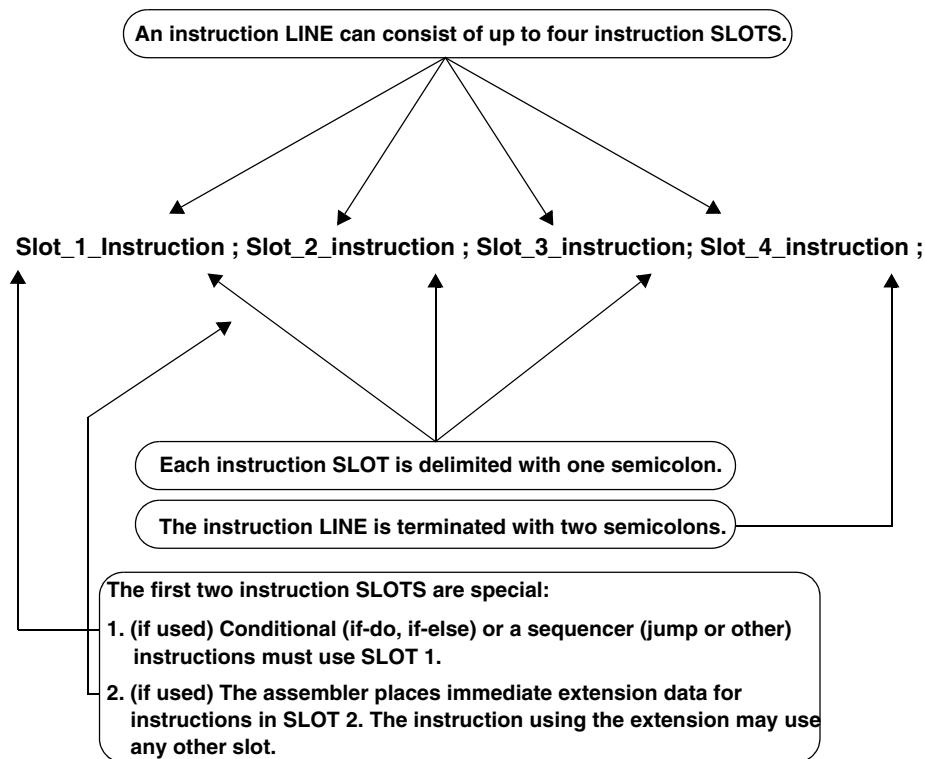 An instruction LINE can consist of up to four instruction SLOTS.
Slot_1_Instruction ; Slot_2_instruction ; Slot_3_instruction; Slot_4_instruction ;
Each instruction SLOT is delimited with one semicolon.
The instruction LINE is terminated with two semicolons.
The first two instruction SLOTS are special:
1. (if used) Conditional (if-do, if-else) or a sequencer (jump or other)
instructions must use SLOT 1.
2. (if used) The assembler places immediate extension data for
instructions in SLOT 2. The instruction using the extension may use
any other slot.